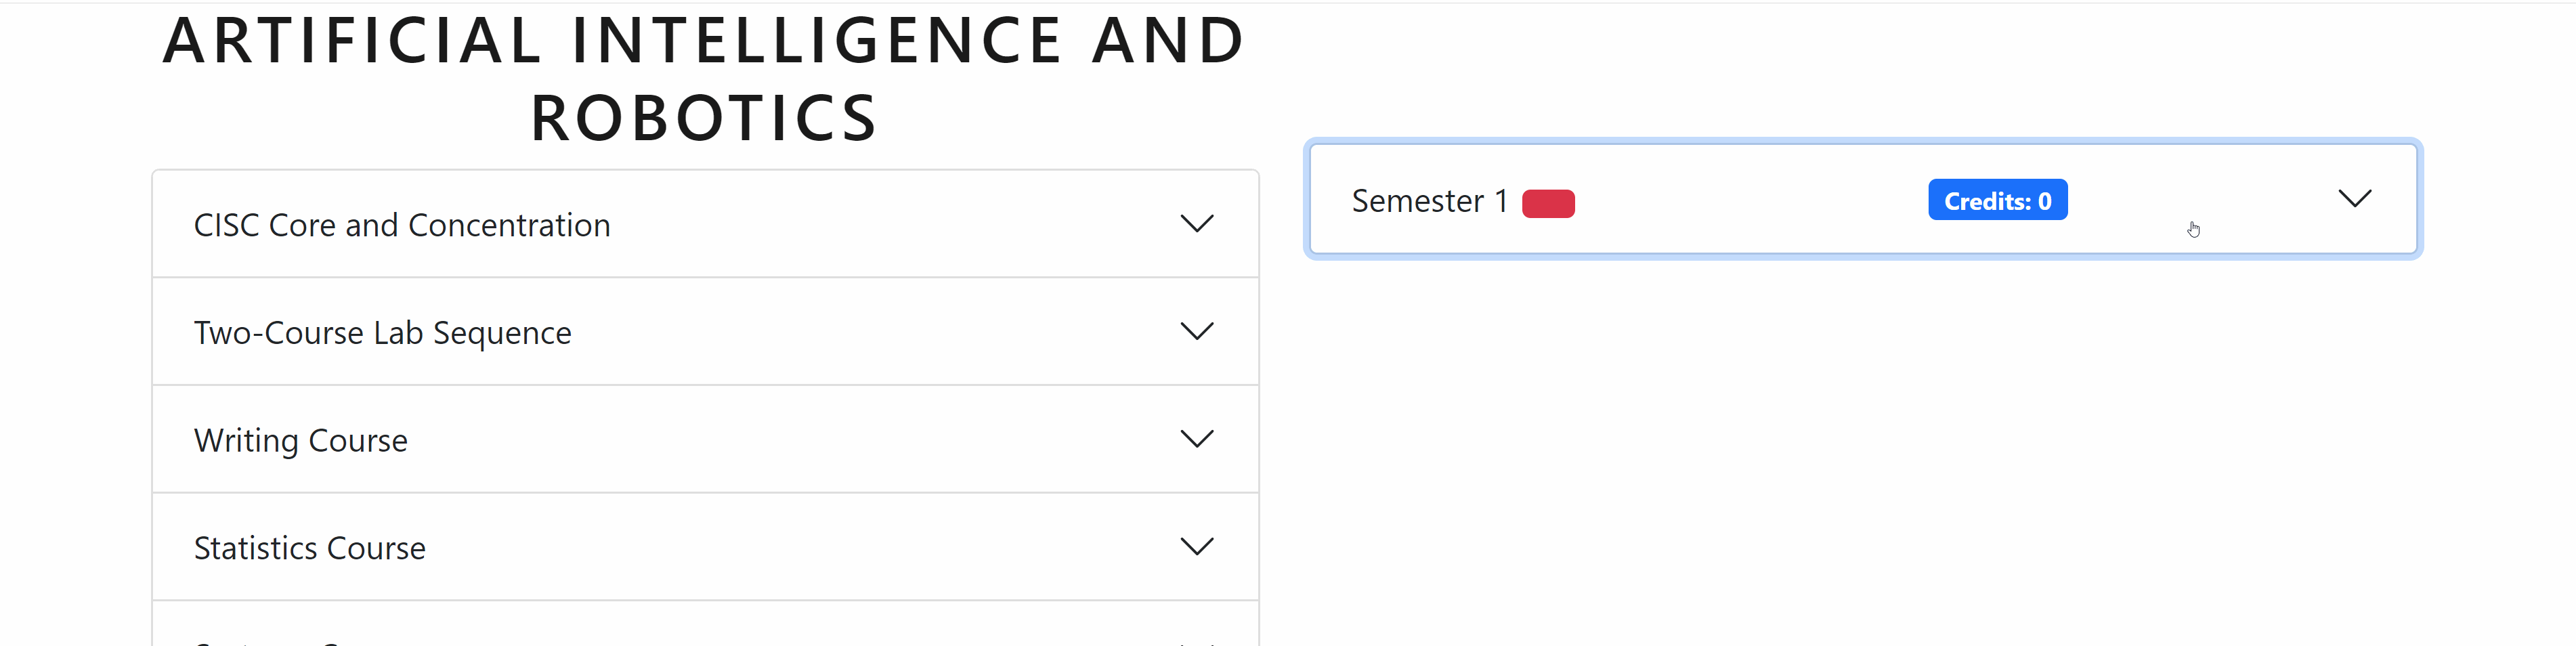 ARTIFICIAL INTELLIGENCE AND
ROBOTICS
CISC Core and Concentration
Two-Course Lab Sequence
Writing Course
Statistics Course
Semester 1
Credits: 0